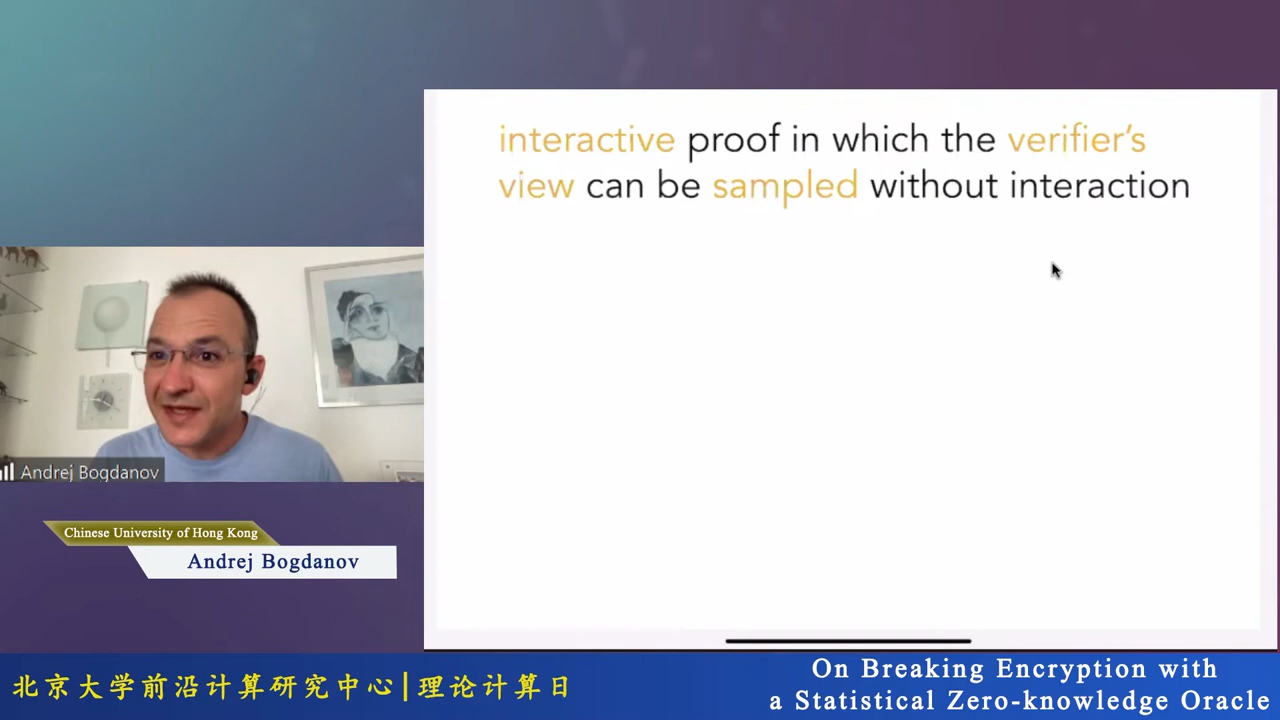 interactive proof in which the verifier's
view can be sampled without interaction
Andrej Bogdanov
Chinese University of Hong Kong
Andrej Bogdanov
北京大学前沿计算研究中心|理论计算日
On Breaking Encryption with
a Statistical Zero-knowledge Oracle